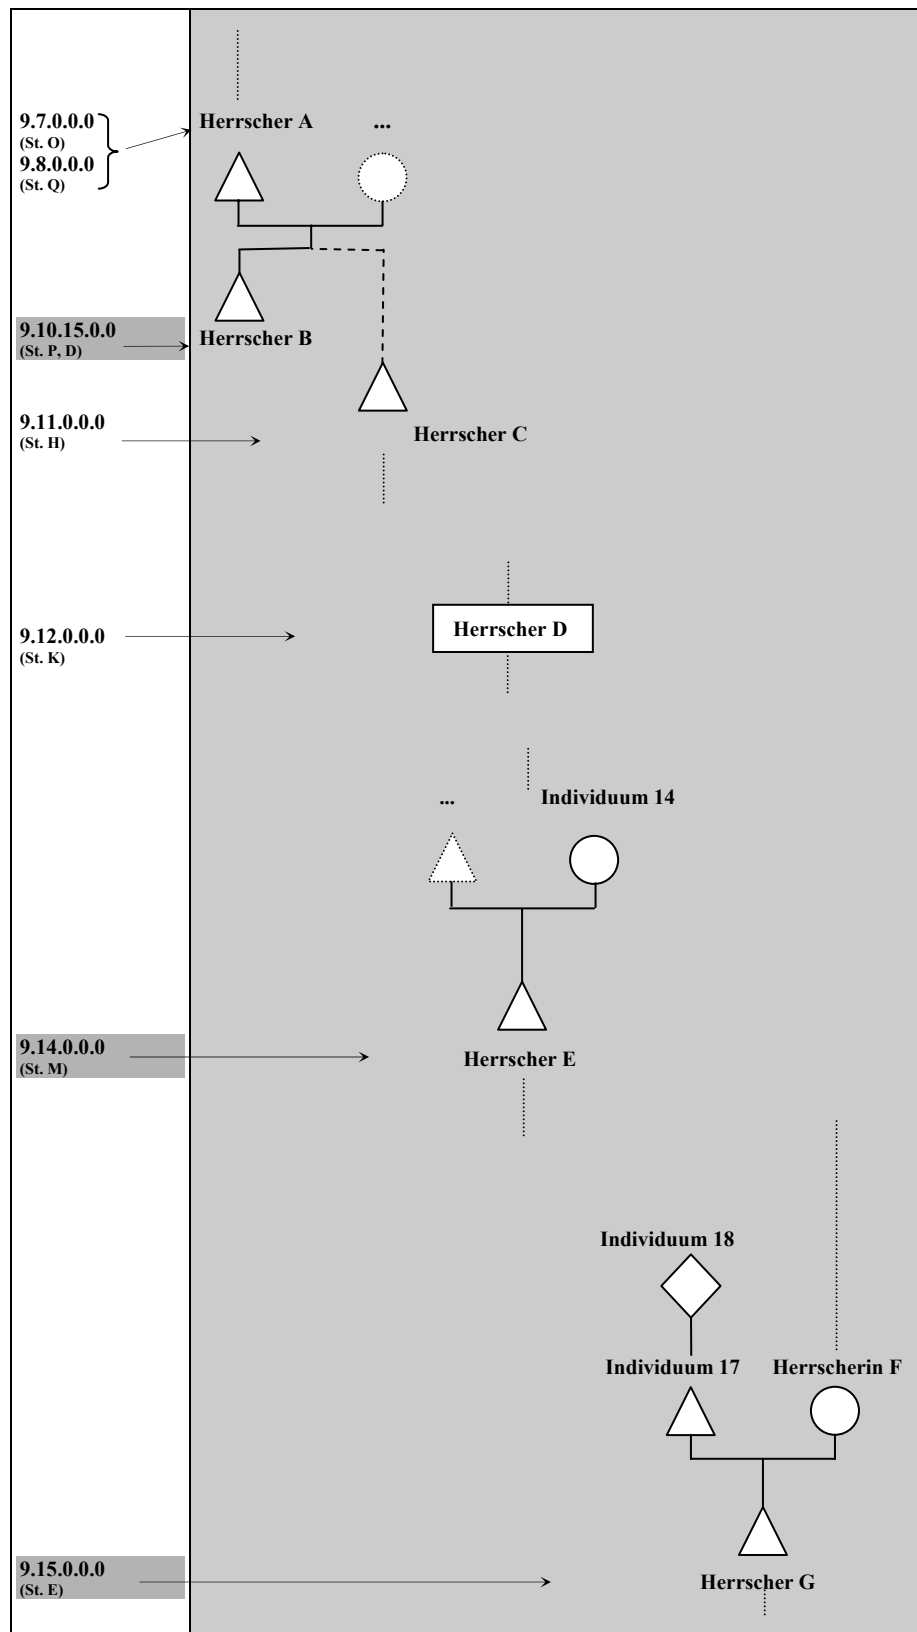 9.7.0.0.0
(St. O)
9.8.0.0.0
(St. Q)
Herrscher A
...
9.10.15.0.0
(St. P, D)
Herrscher B
9.11.0.0.0
(St. H)
Herrscher C
9.12.0.0.0
(St. K)
Herrscher D
...
Individuum 14
9.14.0.0.0
(St. M)
Herrscher E
Individuum 18
Individuum 17
Herrscherin F
9.15.0.0.0
(St. E)
Herrscher G